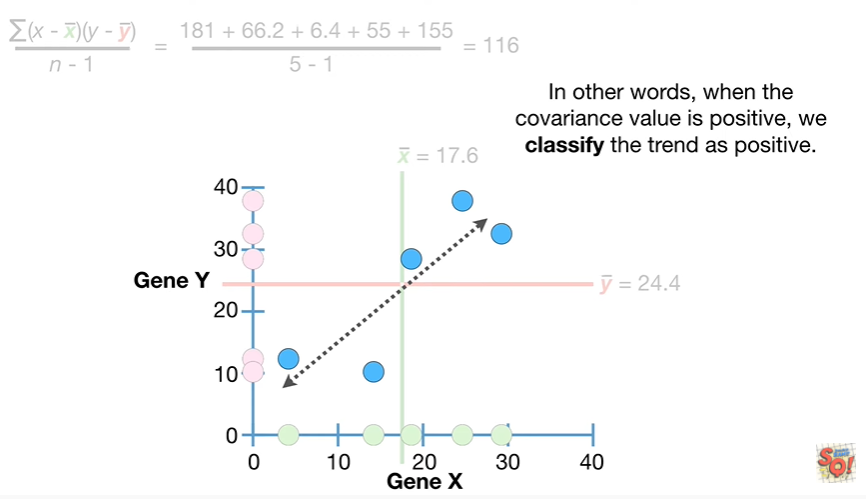 ∑(x - x̅)(y - y̅)
n - 1
=
181 + 66.2 + 6.4 + 55 + 155
5 - 1
= 116
In other words, when the
covariance value is positive, we
classify the trend as positive.
x̅ = 17.6
40
30
Gene Y
y̅ = 24.4
20
10
0
0 10 20 30 40
Gene X
SQ!